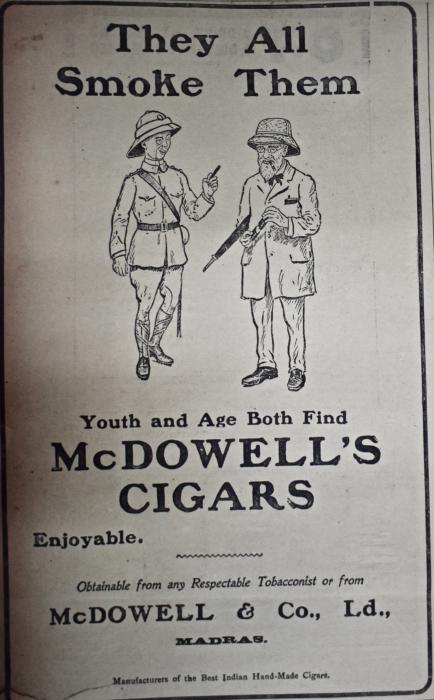 They All
Smoke Them
Youth and Age Both Find
McDOWELL'S
CIGARS
Enjoyable.
Obtainable from any Respectable Tobacconist or from
McDOWELL & Co., Ld.,
MADRAS.
Manufacturers of the Best Indian Hand-Made Cigars.